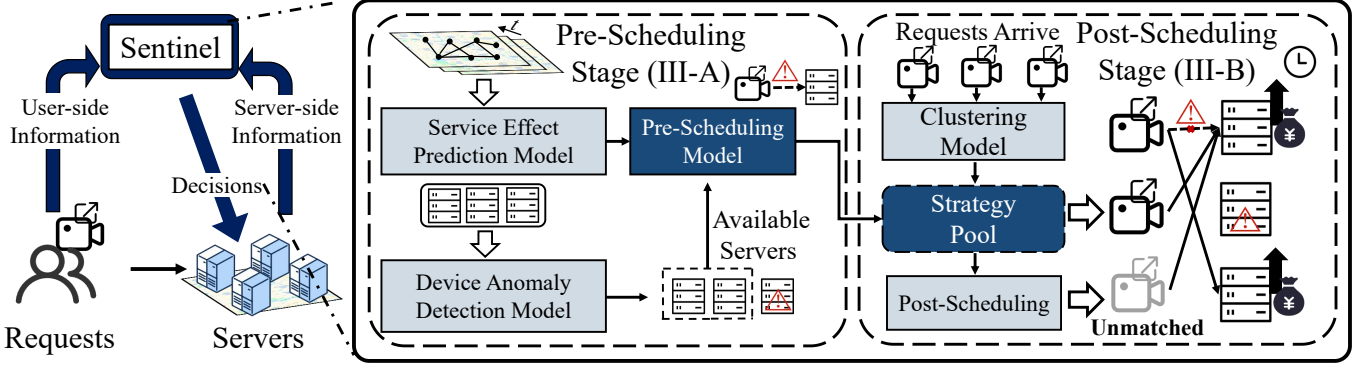 Sentinel
User-side
Information
Server-side
Information
Decisions
Requests
Servers
t
Pre-Scheduling
Stage (III-A)
Service Effect
Prediction Model
Pre-Scheduling
Model
Available
Servers
Device Anomaly
Detection Model
Requests Arrive
Post-Scheduling
Stage (III-B)
Clustering
Model
Strategy
Pool
Post-Scheduling
Unmatched
¥
¥